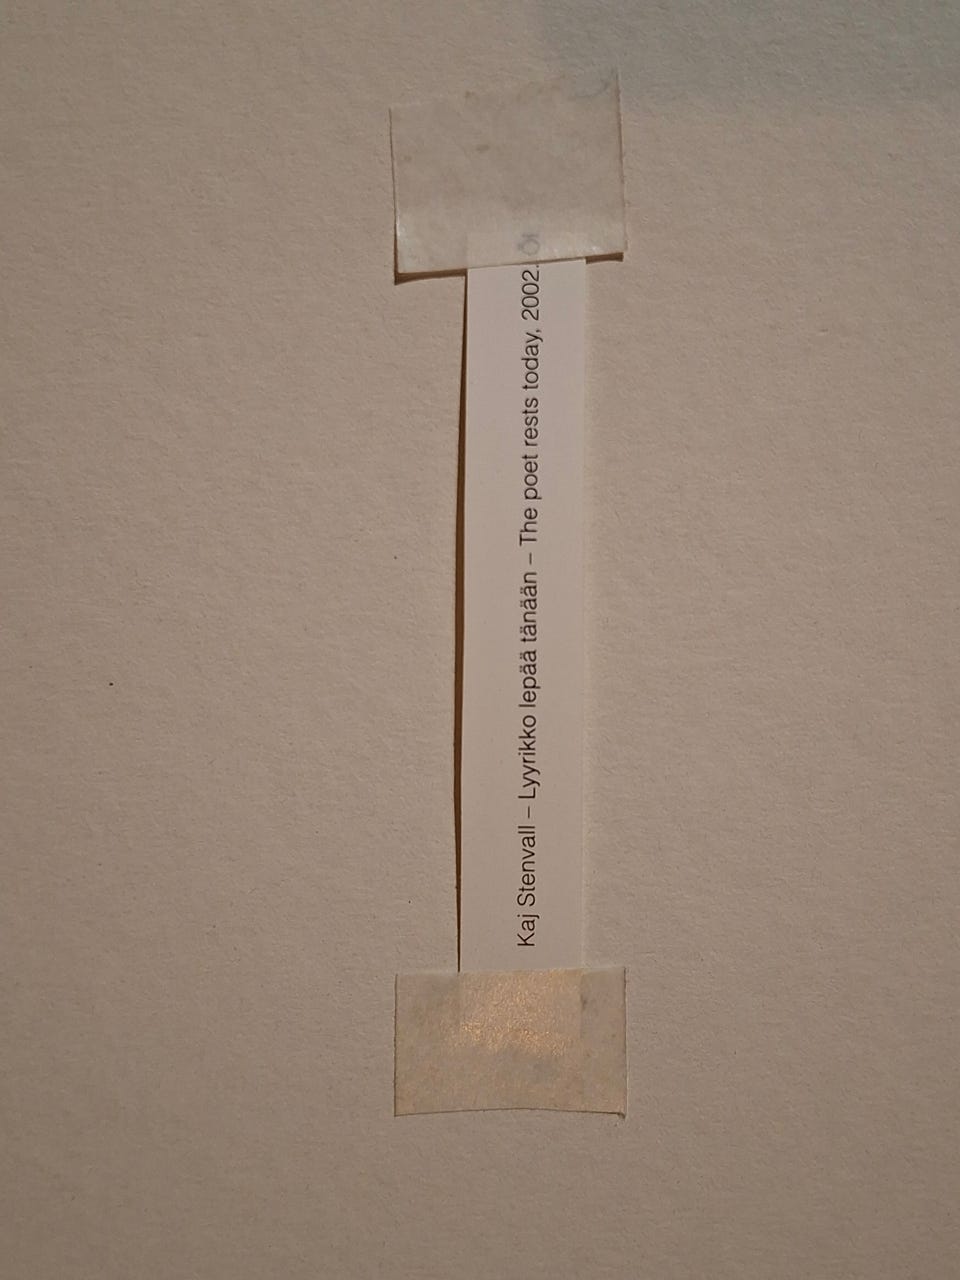 Kaj Stenvall – Lyyrikko lepää tänään – The poet rests today, 2002.